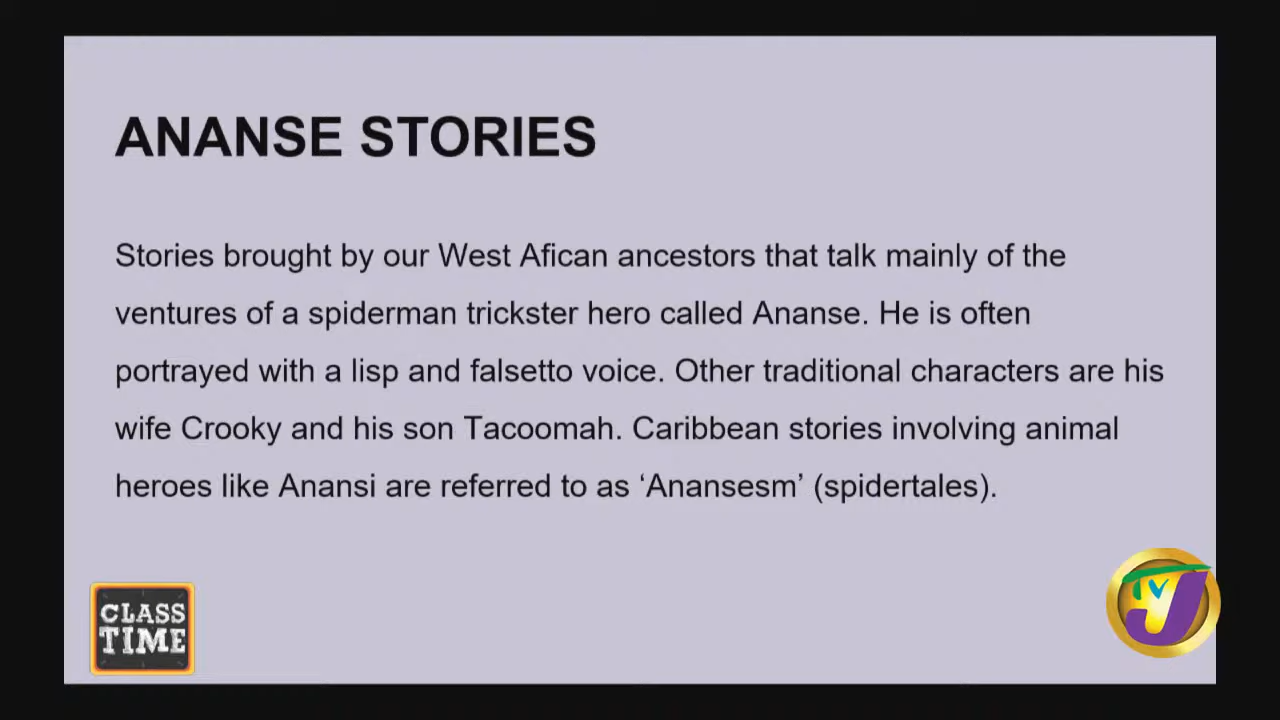 ANANSE STORIES
Stories brought by our West Afican ancestors that talk mainly of the
ventures of a spiderman trickster hero called Ananse. He is often
portrayed with a lisp and falsetto voice. Other traditional characters are his
wife Crooky and his son Tacoomah. Caribbean stories involving animal
heroes like Anansi are referred to as ‘Anansesm’ (spidertales).
CLASS
TIME
TVJ